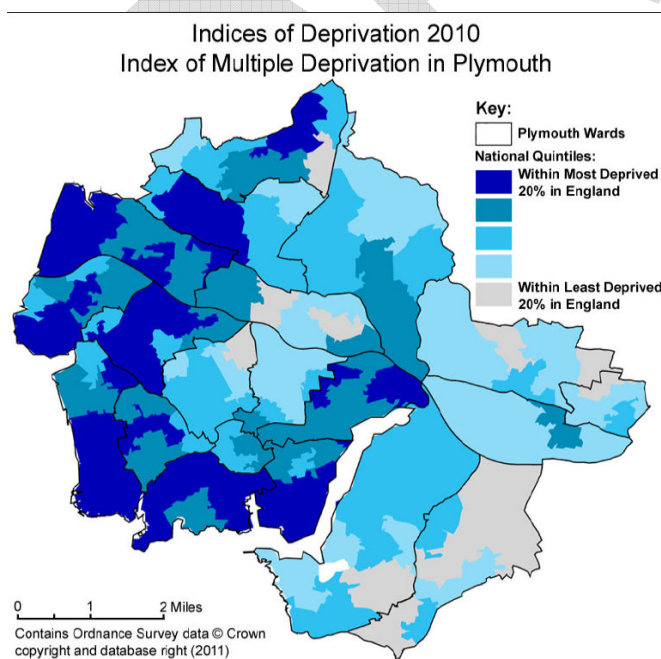 Indices of Deprivation 2010
Index of Multiple Deprivation in Plymouth
Key:
Plymouth Wards
National Quintiles:
Within Most Deprived
20% in England
Within Least Deprived
20% in England
0 1 2 Miles
Contains Ordnance Survey data © Crown
copyright and database right (2011)